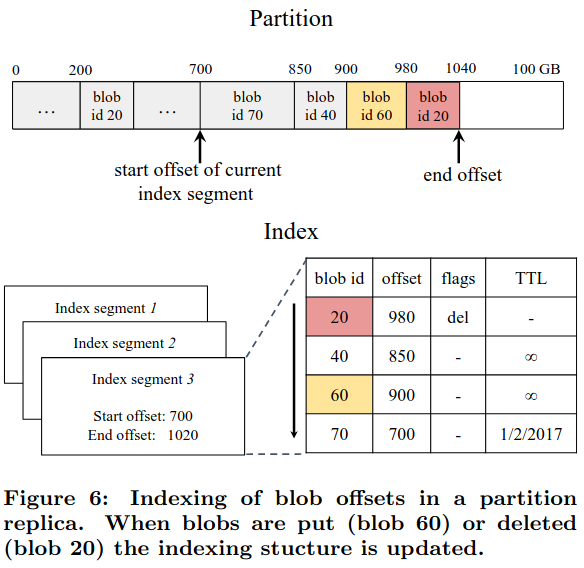 Partition
0 200 700 850 900 980 1040 100 GB
... blob id 20 ... blob id 70 blob id 40 blob id 60 blob id 20
start offset of current
index segment
end offset
Index
Index segment 1
Index segment 2
Index segment 3
Start offset: 700
End offset: 1020
blob id offset flags TTL
20 980 del -
40 850 - ∞
60 900 - ∞
70 700 - 1/2/2017
Figure 6: Indexing of blob offsets in a partition
replica. When blobs are put (blob 60) or deleted
(blob 20) the indexing stucture is updated.